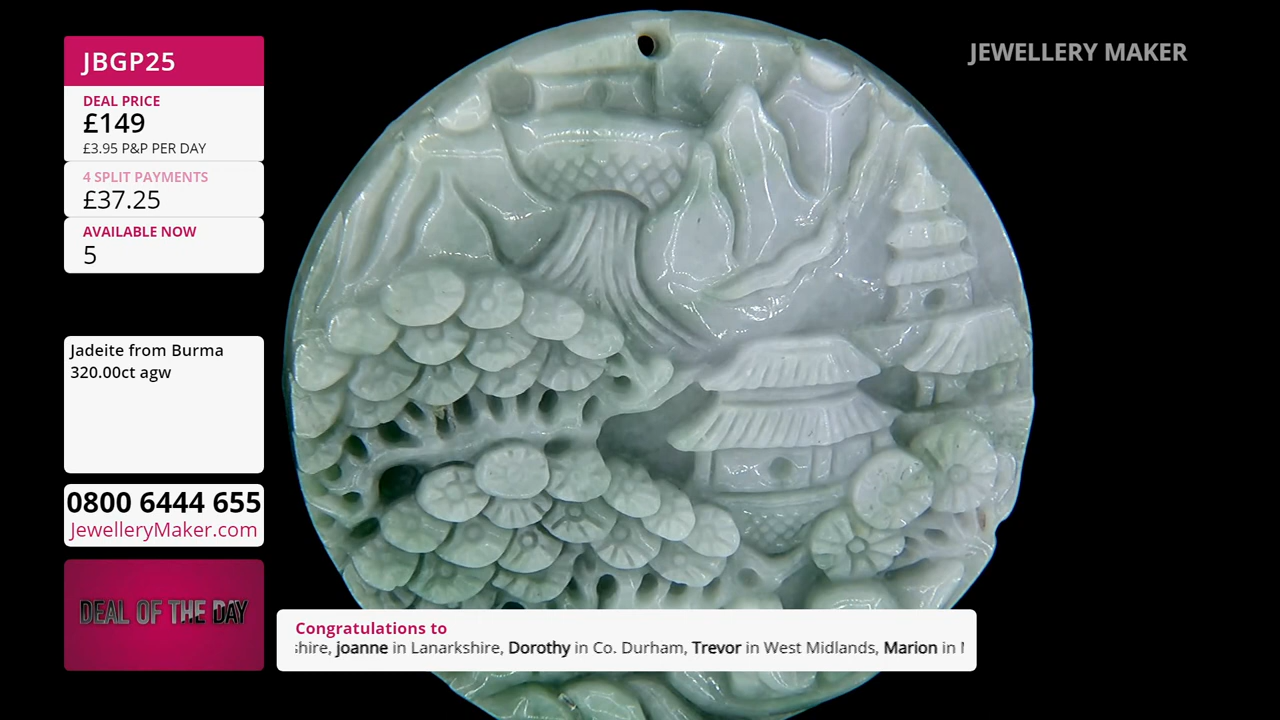 JBGP25
DEAL PRICE
£149
£3.95 P&P PER DAY
4 SPLIT PAYMENTS
£37.25
AVAILABLE NOW
5
Jadeite from Burma
320.00ct agw
0800 6444 655
JewelleryMaker.com
DEAL OF THE DAY
JEWELLERY MAKER
Congratulations to
joanne in Lanarkshire, Dorothy in Co. Durham, Trevor in West Midlands, Marion in